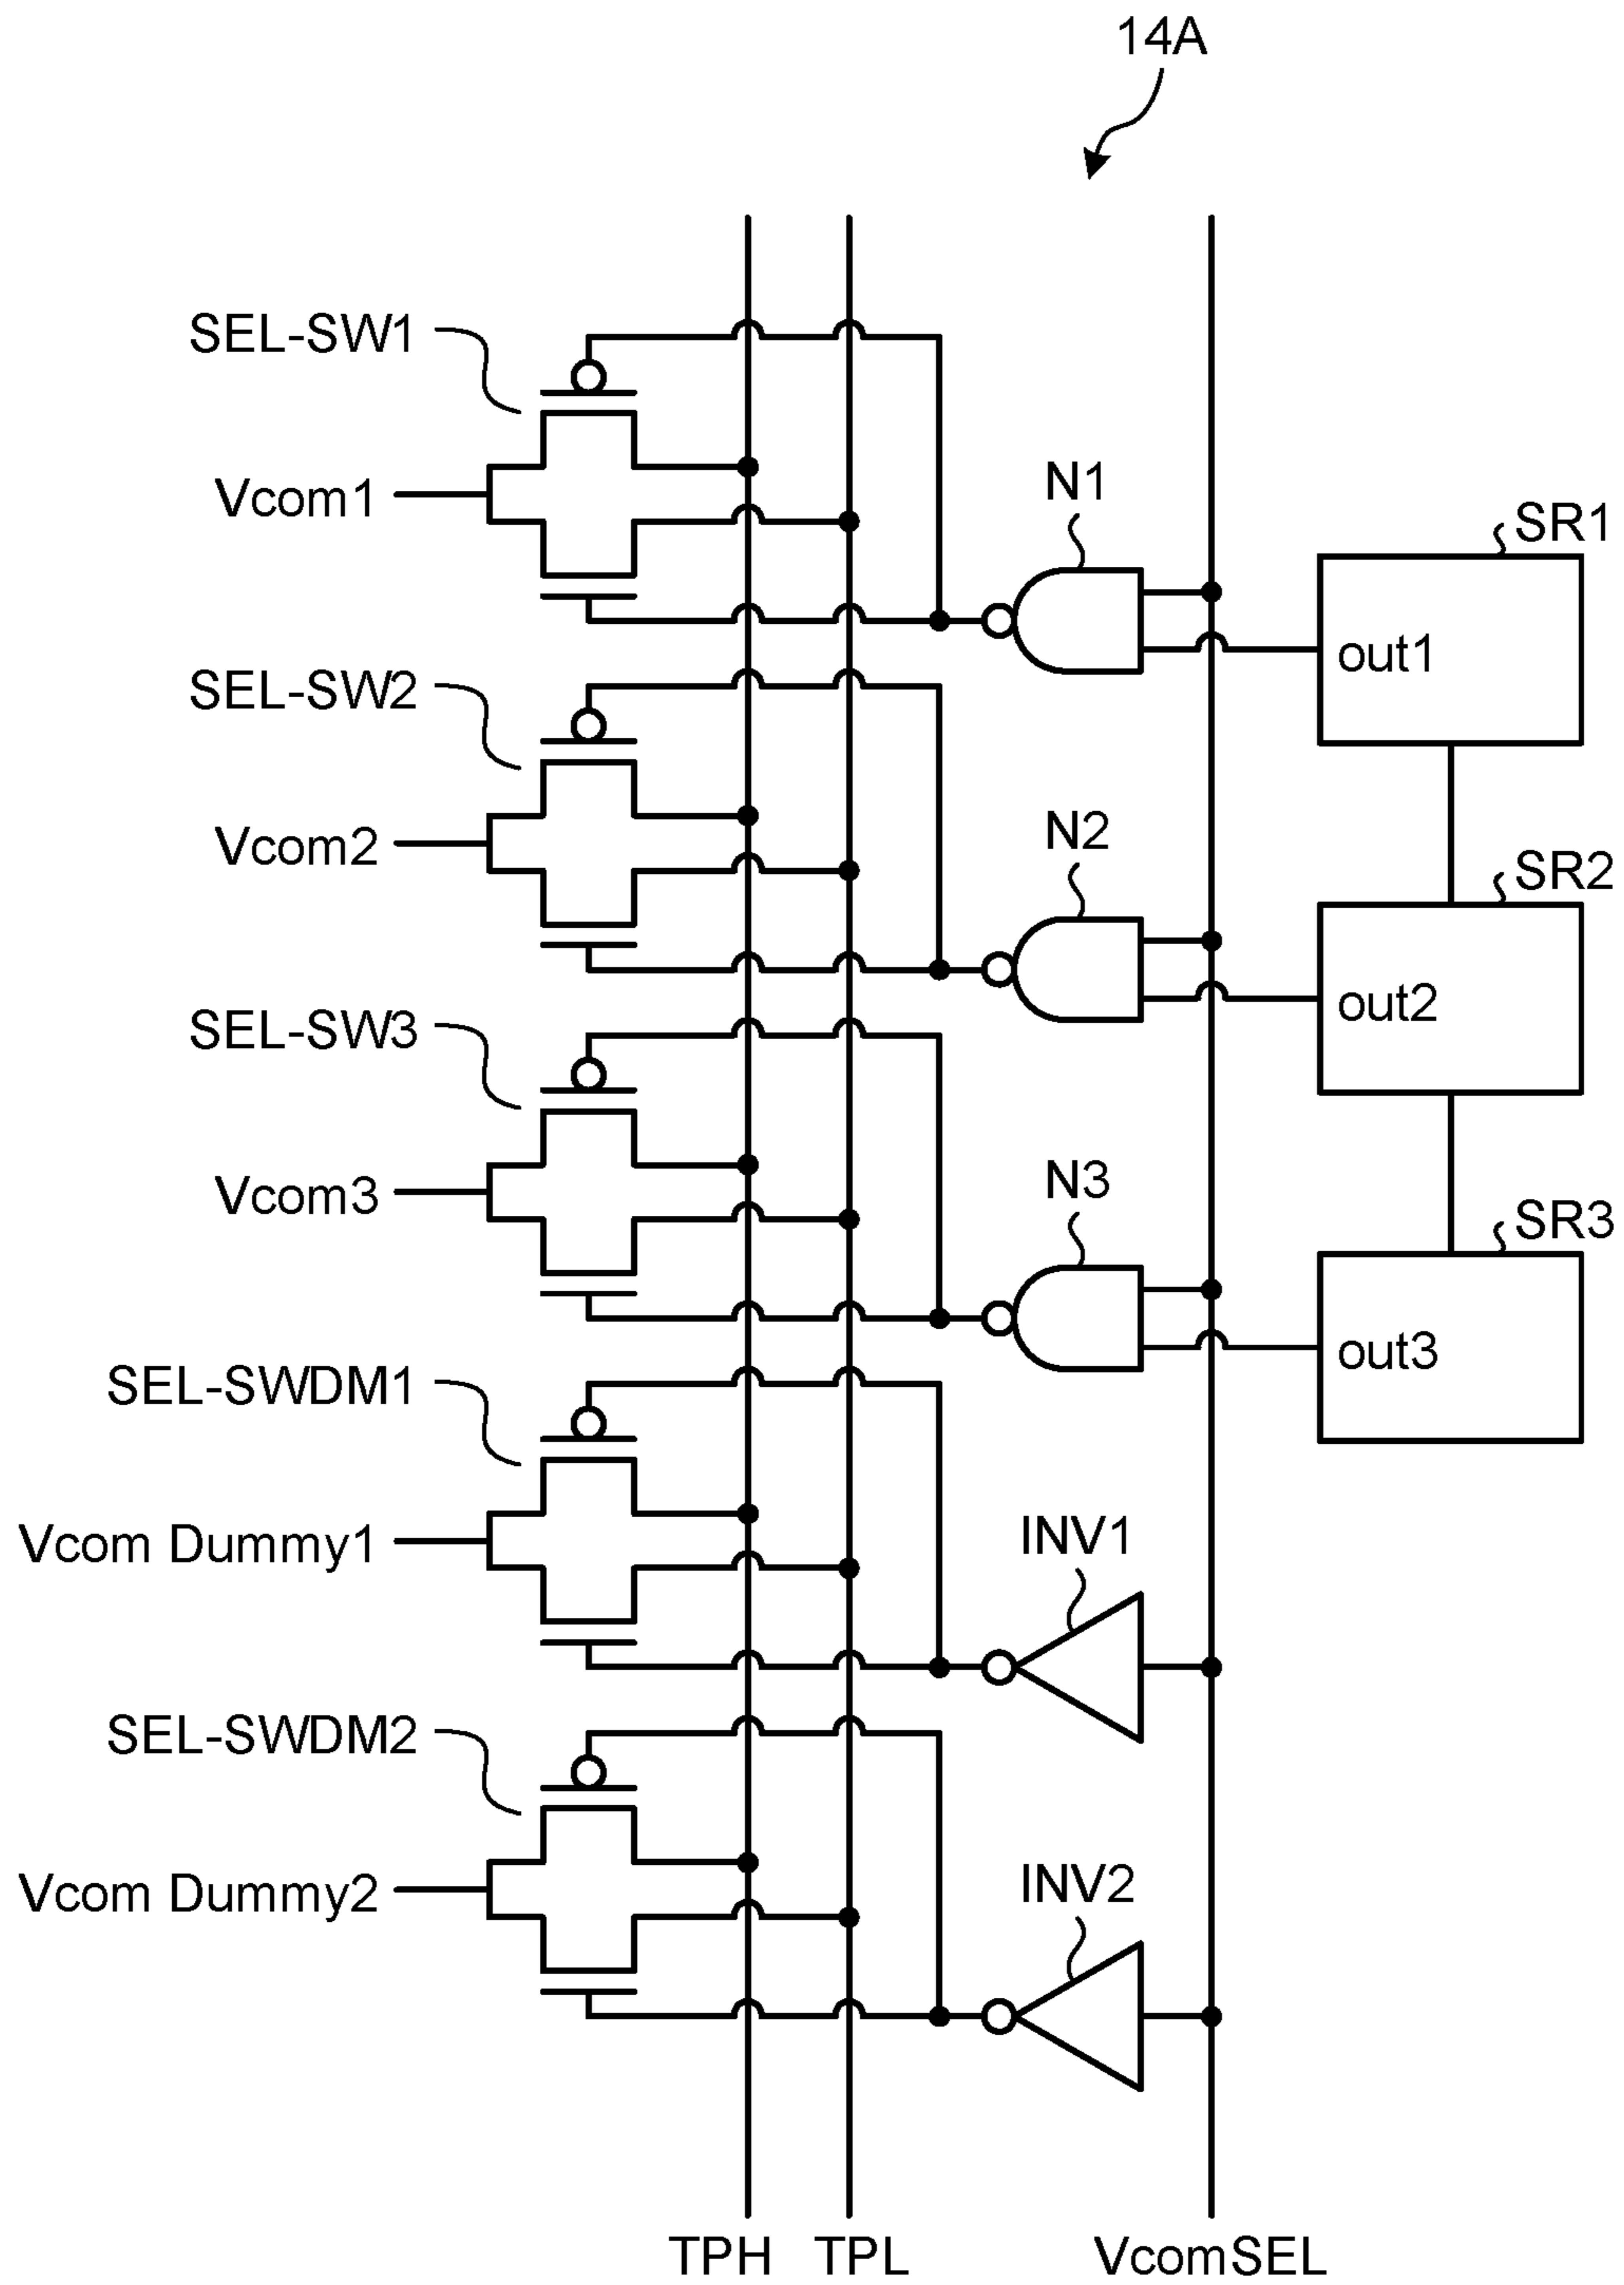 14A
SEL-SW1
Vcom1
N1
SR1
out1
SEL-SW2
Vcom2
N2
SR2
out2
SEL-SW3
Vcom3
N3
SR3
out3
SEL-SWDM1
Vcom Dummy1
INV1
SEL-SWDM2
Vcom Dummy2
INV2
TPH
TPL
VcomSEL